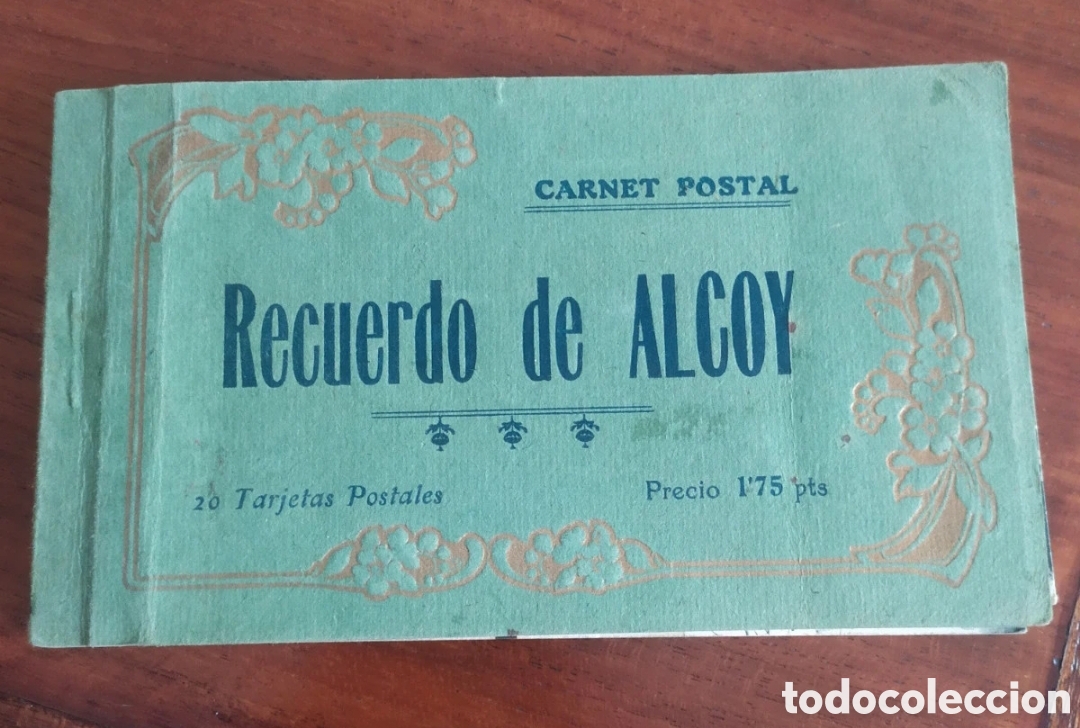 CARNET POSTAL
Recuerdo de ALCOY
20 Tarjetas Postales
Precio 1'75 pts
todocoleccion